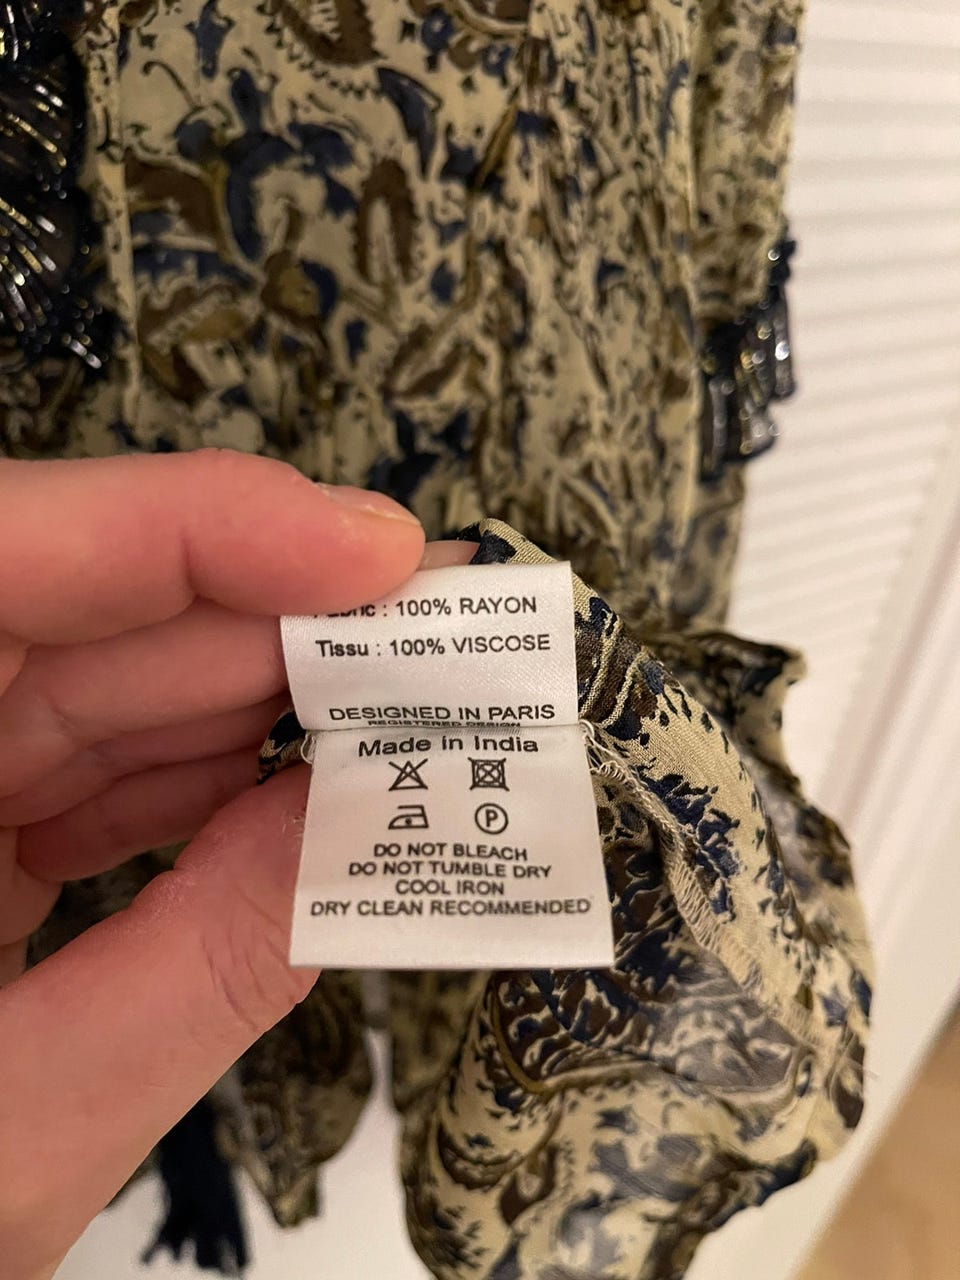 Fabric : 100% RAYON
Tissu : 100% VISCOSE
DESIGNED IN PARIS
REGISTERED DESIGN
Made in India
P
DO NOT BLEACH
DO NOT TUMBLE DRY
COOL IRON
DRY CLEAN RECOMMENDED